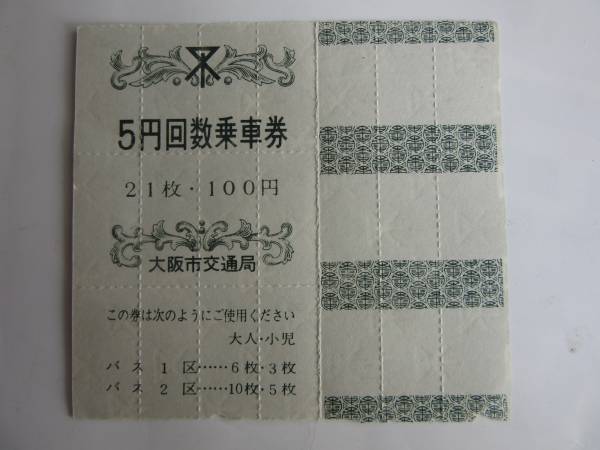 5円回数乗車券
21枚・100円
大阪市交通局
この券は次のようにご使用ください
大人・小児
バス 1 区……6枚・3枚
バス 2 区……10枚・5枚